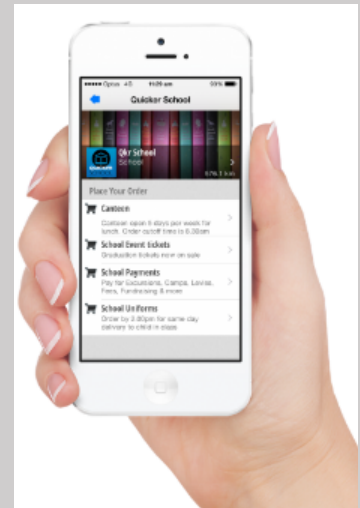 Optus 4G 11:29 am
Quicker School
Qkr School
School
Place Your Order
Canteen
Canteen open 5 days per week for
lunch. Order cutoff time is 8.30am
School Event tickets
Graduation tickets now on sale
School Payments
Pay for Excursions, Camps, Levies,
Fees, Fundraising & more
School Uniforms
Order by 3.00pm for same day
delivery to child in class